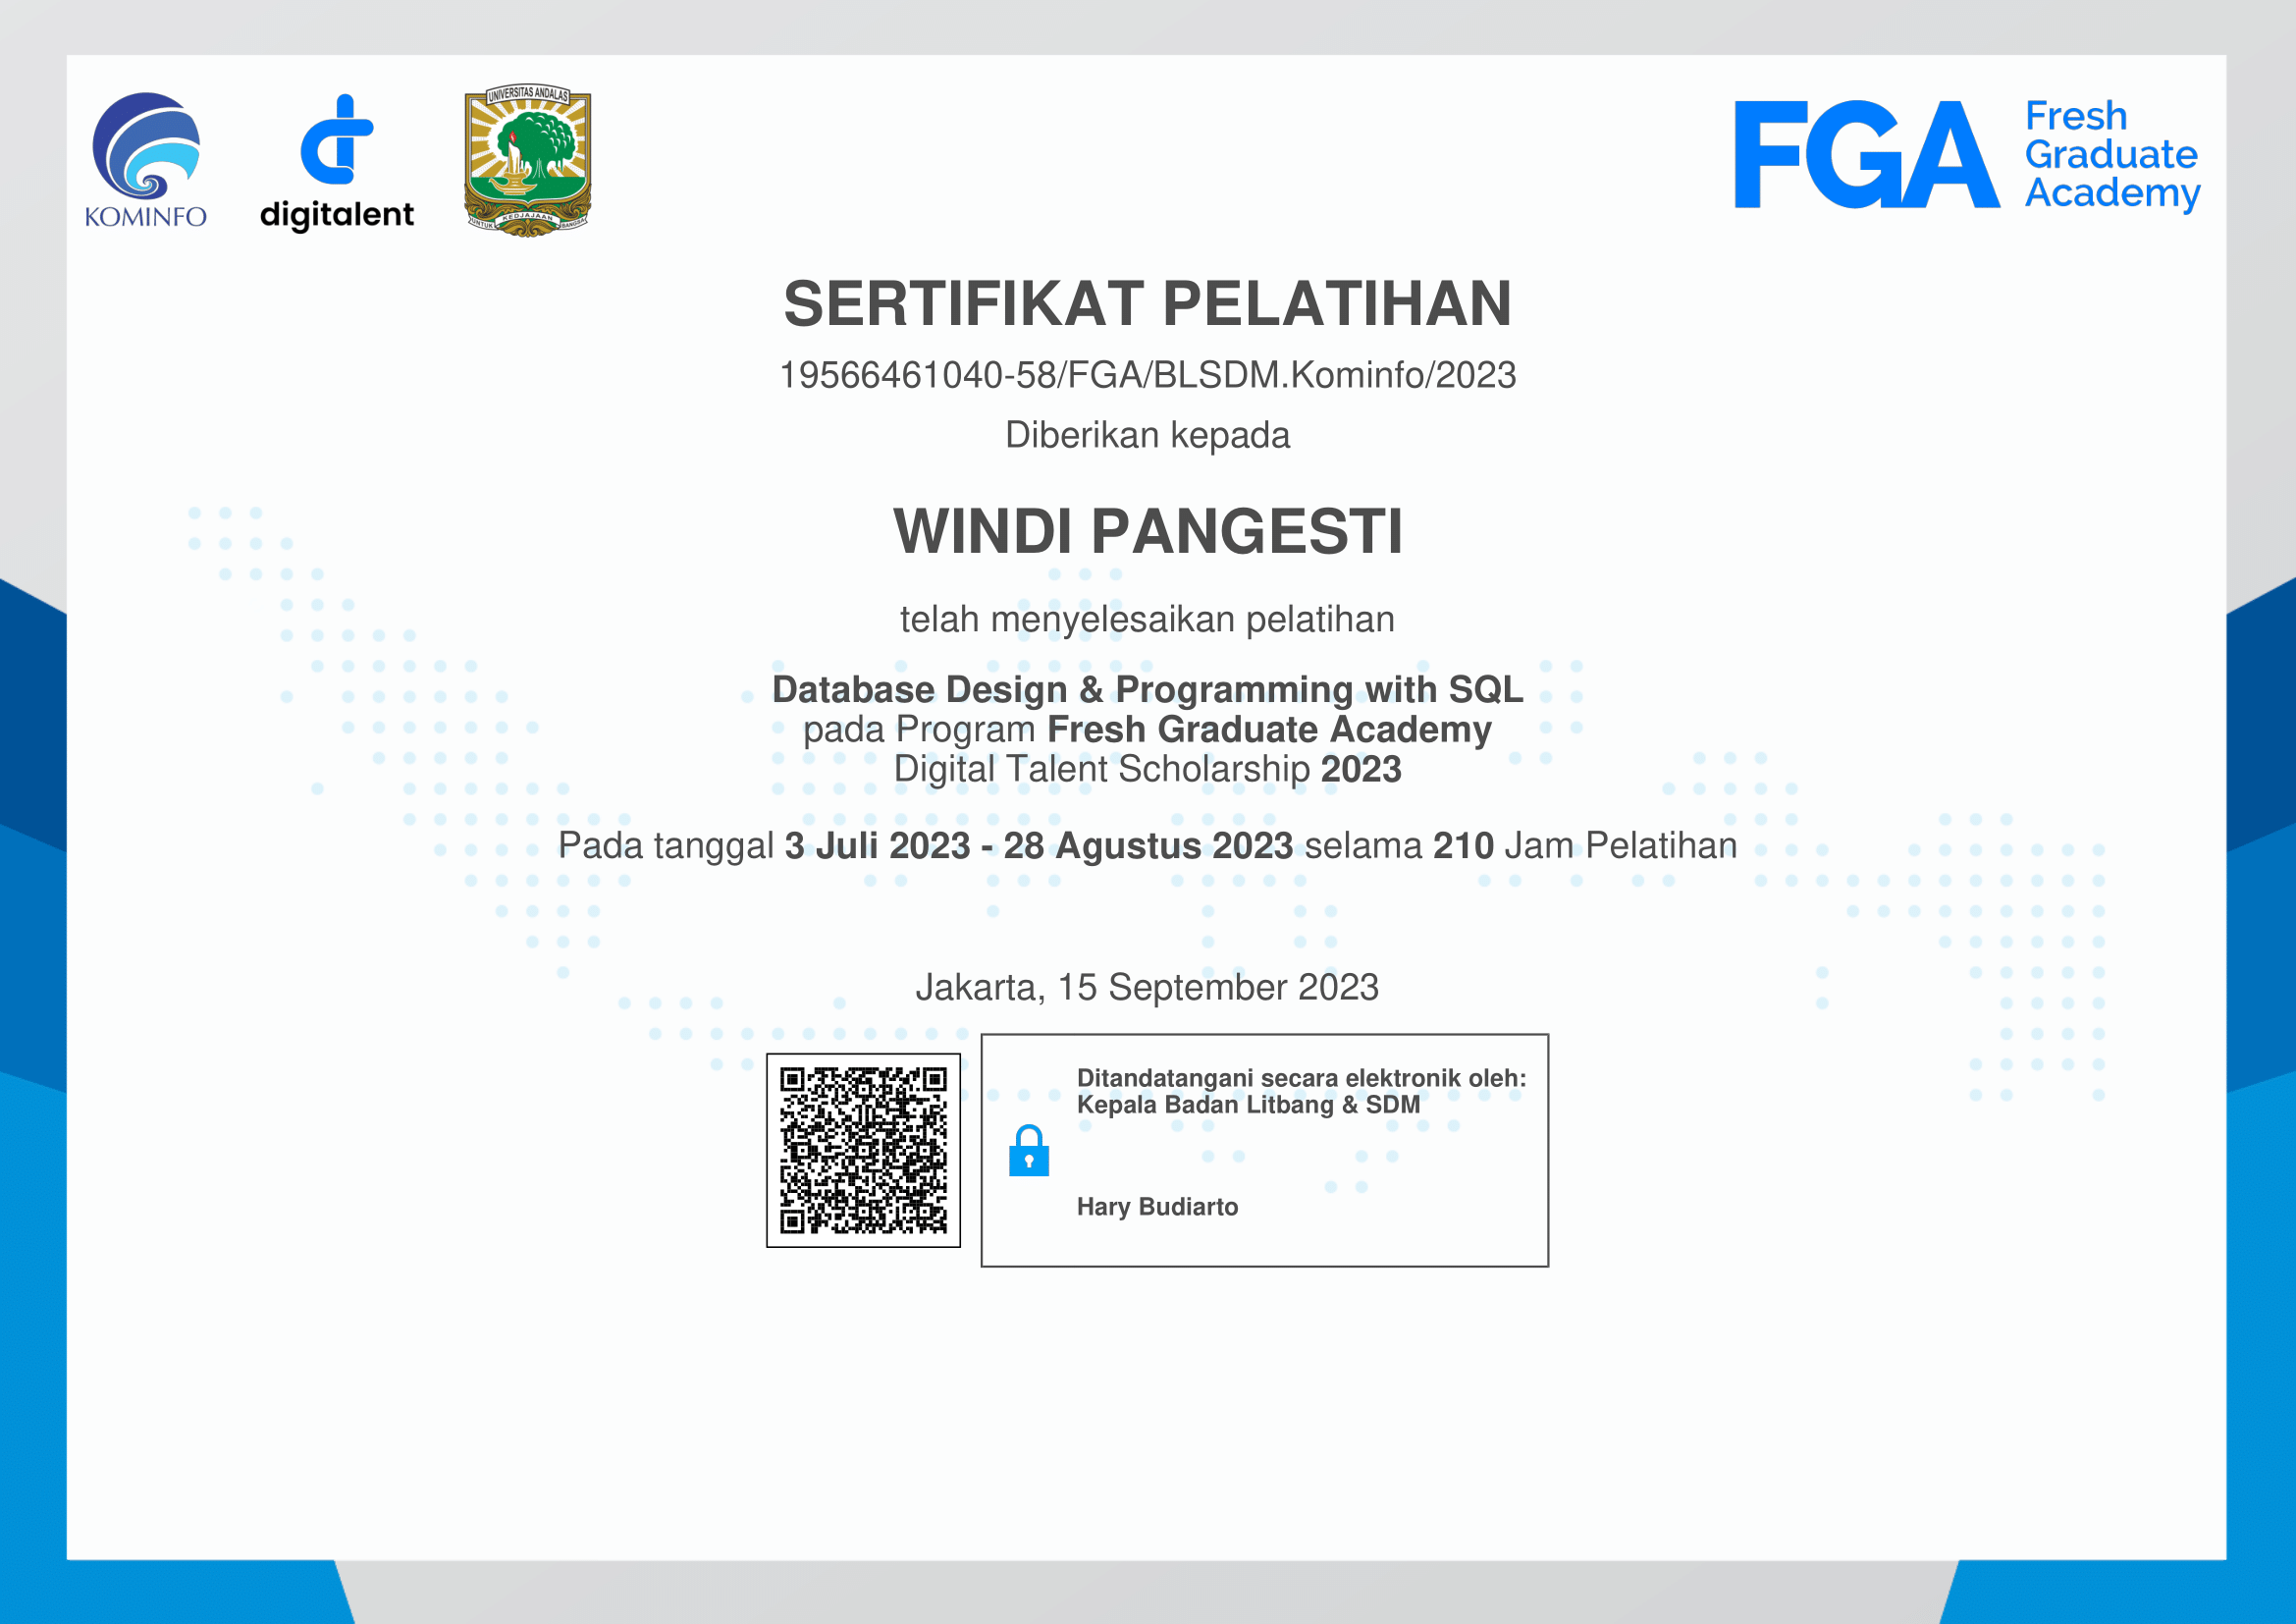 KOMINFO
digitalent
UNIVERSITAS ANDALAS
UNTUK KEDJAJAAN BANGSA
FGA
Fresh
Graduate
Academy
SERTIFIKAT PELATIHAN
19566461040-58/FGA/BLSDM.Kominfo/2023
Diberikan kepada
WINDI PANGESTI
telah menyelesaikan pelatihan
Database Design & Programming with SQL
pada Program Fresh Graduate Academy
Digital Talent Scholarship 2023
Pada tanggal 3 Juli 2023 - 28 Agustus 2023 selama 210 Jam Pelatihan
Jakarta, 15 September 2023
Ditandatangani secara elektronik oleh:
Kepala Badan Litbang & SDM
Hary Budiarto